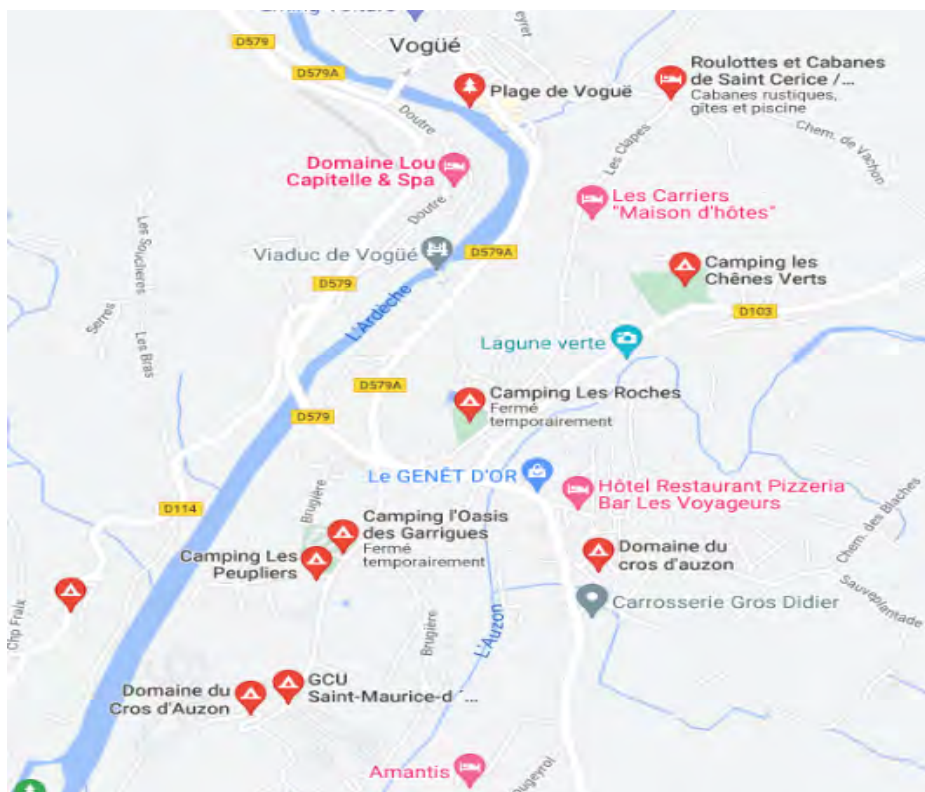 Vogüé
D579
D579A
Plage de Voguë
Roulottes et Cabanes
de Saint Cerice /...
Cabanes rustiques,
gîtes et piscine
Doutre
Les Clapes
Chem. de Vachon
Domaine Lou
Capitelle & Spa
Doutre
Les Carriers
"Maison d'hôtes"
Les Souchères
Viaduc de Vogüé
D579A
D579
L'Ardèche
Camping les
Chênes Verts
D103
Serres
Les Bras
Lagune verte
D579A
Camping Les Roches
Fermé
temporairement
D579
Le GENÊT D'OR
Hôtel Restaurant Pizzeria
Bar Les Voyageurs
D114
Brugière
Camping l'Oasis
des Garrigues
Fermé
temporairement
Camping Les
Peupliers
Domaine du
cros d'auzon
Chem. des Blaches
Sauveplantade
Carrosserie Gros Didier
Chp Fraix
Brugière
L'Auzon
GCU
Saint-Maurice-d'...
Domaine du
Cros d'Auzon
Amantis